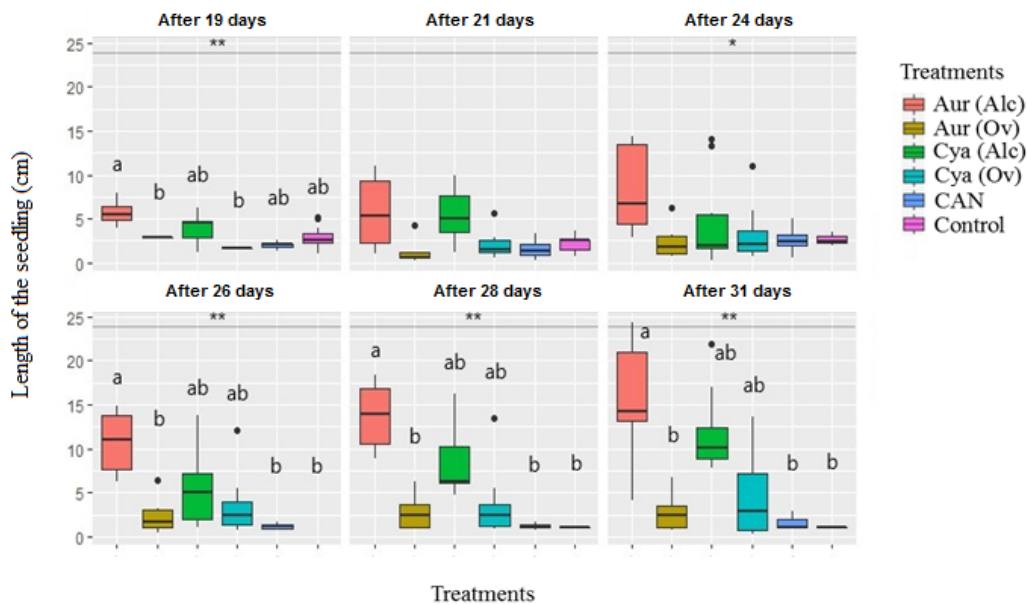 After 19 days
After 21 days
After 24 days
25
20
15
10
5
0
**
a
b
ab
b
ab
ab
*
Treatments
Aur (Alc)
Aur (Ov)
Cya (Alc)
Cya (Ov)
CAN
Control
Length of the seeding (cm)
After 26 days
After 28 days
After 31 days
25
20
15
10
5
0
**
a
b
ab
ab
b
b
**
a
b
ab
ab
b
b
**
a
b
ab
ab
b
b
Treatments